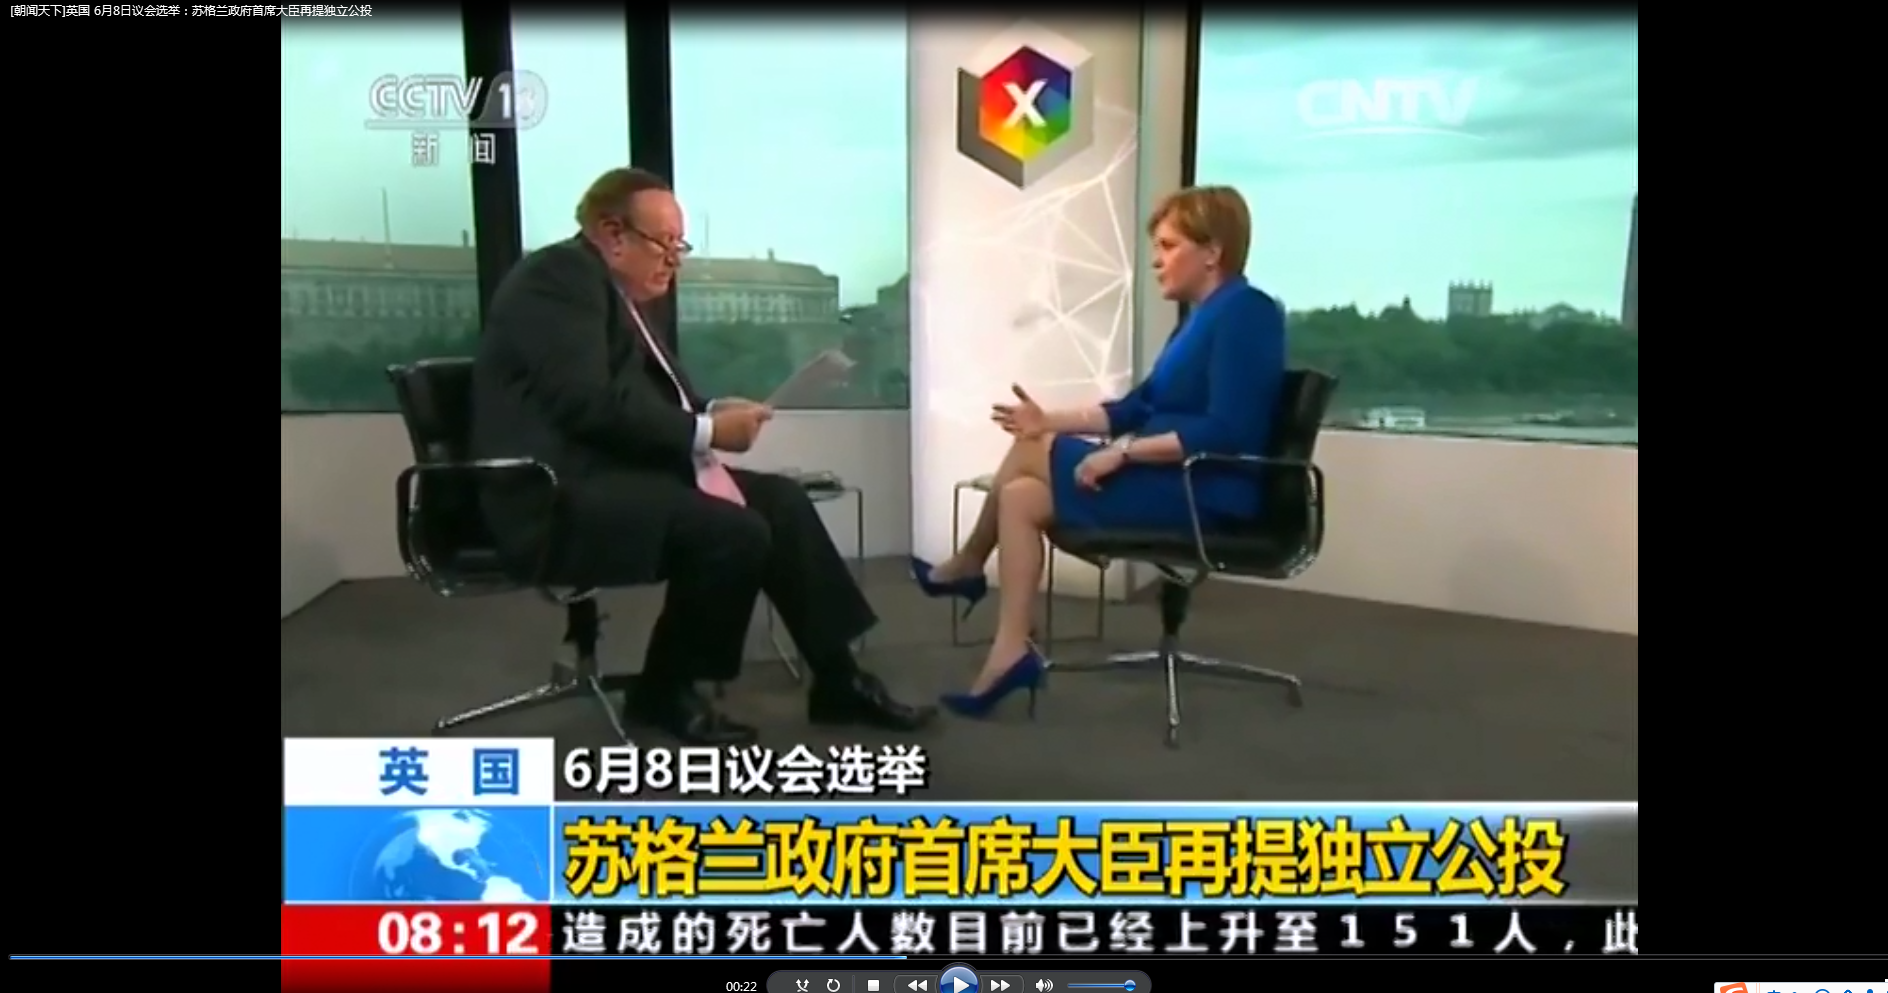 [朝闻天下]英国 6月8日议会选举：苏格兰政府首席大臣再提独立公投
CCTV 13
新闻
X
CNTV
英国
6月8日议会选举
苏格兰政府首席大臣再提独立公投
08:12
造成的死亡人数目前已经上升至151人，此
00:22